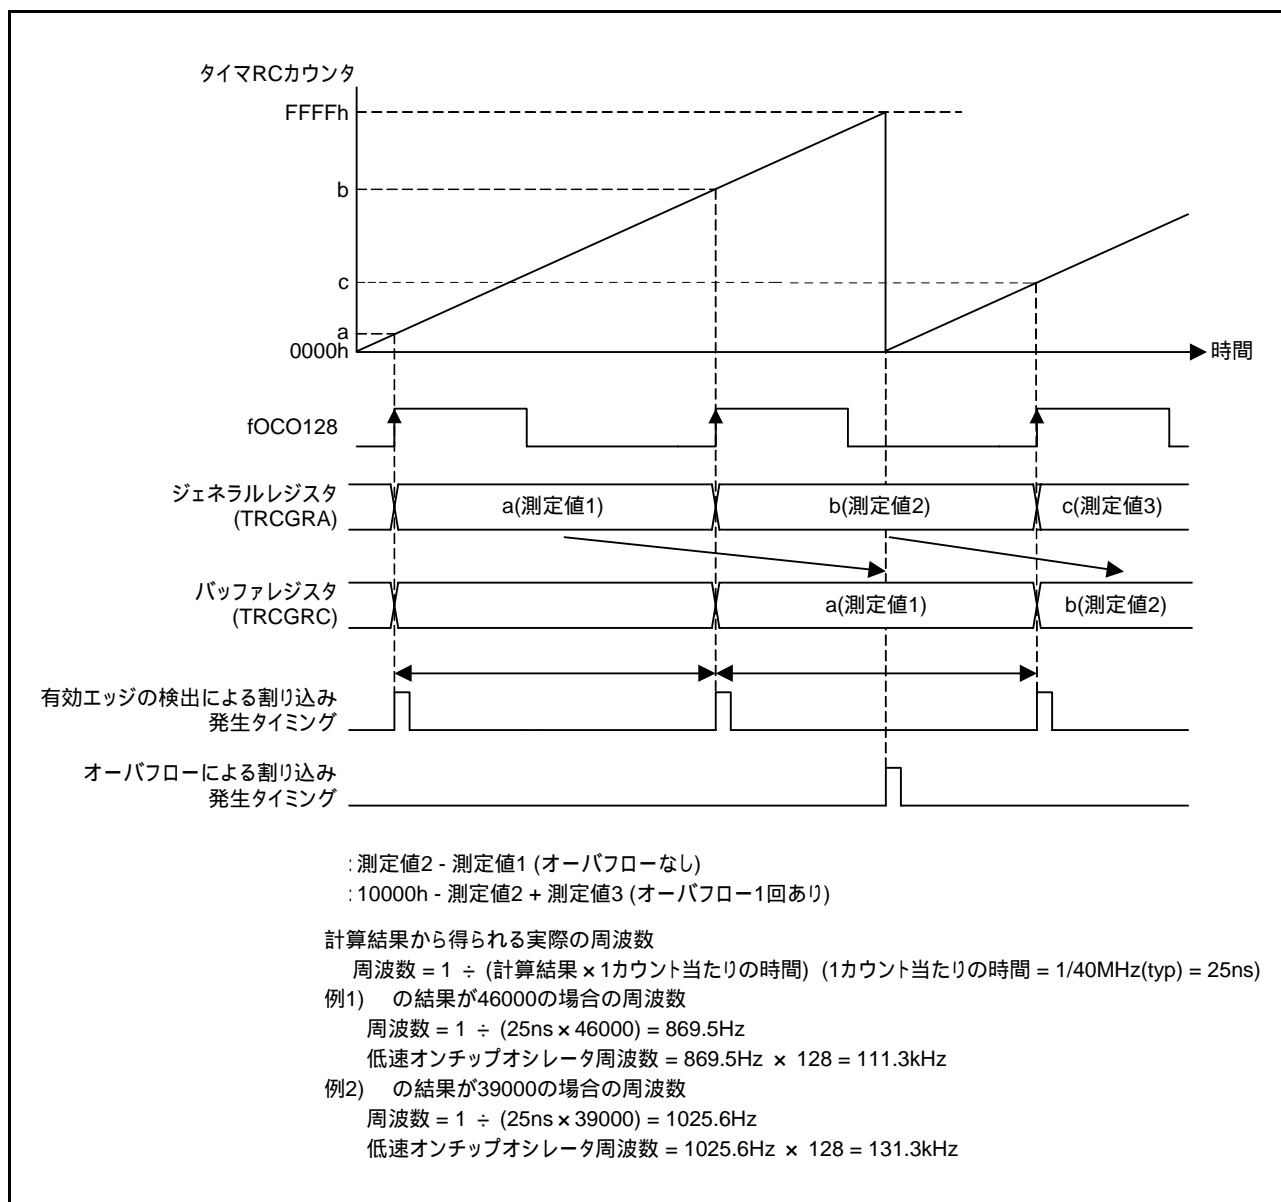 タイマRCカウンタ
FFFFh
b
c
a
0000h
時間
fOCO128
ジェネラルレジスタ
(TRCGRA)
a(測定値1)
b(測定値2)
c(測定値3)
バッファレジスタ
(TRCGRC)
a(測定値1)
b(測定値2)
有効エッジの検出による割り込み
発生タイミング
オーバフローによる割り込み
発生タイミング
: 測定値2 - 測定値1 (オーバフローなし)
: 10000h - 測定値2 + 測定値3 (オーバフロー1回あり)
計算結果から得られる実際の周波数
周波数 = 1 ÷ (計算結果 × 1カウント当たりの時間) (1カウント当たりの時間 = 1/40MHz(typ) = 25ns)
例1) の結果が46000の場合の周波数
周波数 = 1 ÷ (25ns × 46000) = 869.5Hz
低速オンチップオシレータ周波数 = 869.5Hz × 128 = 111.3kHz
例2) の結果が39000の場合の周波数
周波数 = 1 ÷ (25ns × 39000) = 1025.6Hz
低速オンチップオシレータ周波数 = 1025.6Hz × 128 = 131.3kHz